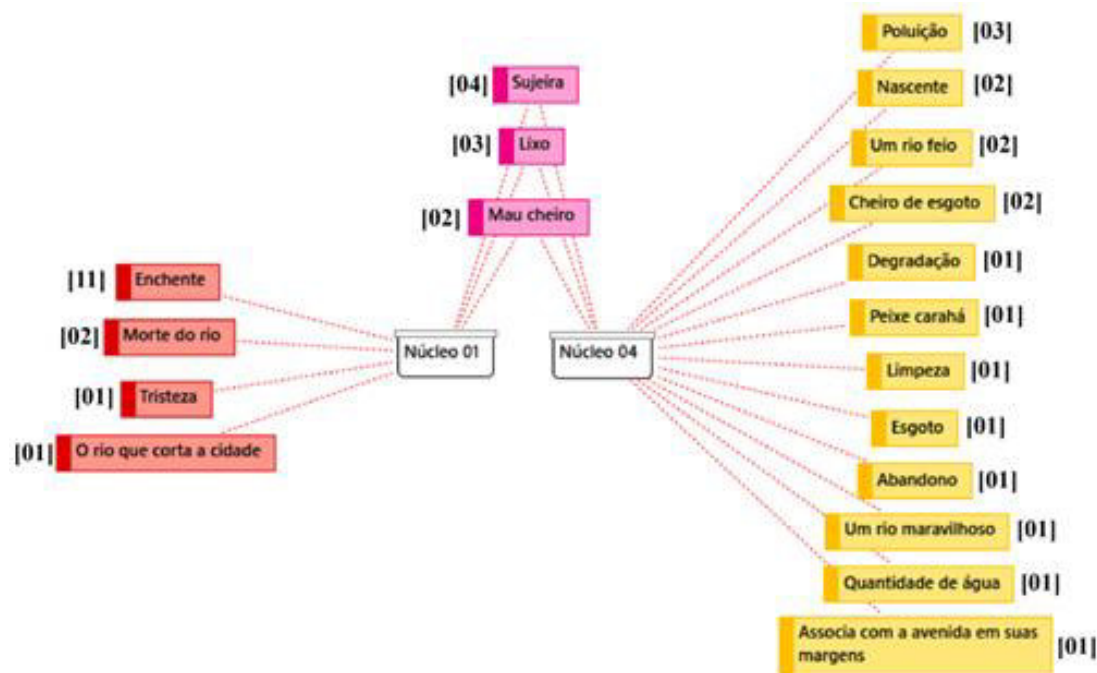 [04] Sujeira
[03] Lixo
[02] Mau cheiro
[11] Enchente
[02] Morte do rio
[01] Tristeza
[01] O rio que corta a cidade
Núcleo 01
Núcleo 04
Poluição [03]
Nascente [02]
Um rio feio [02]
Cheiro de esgoto [02]
Degradação [01]
Peixe carahá [01]
Limpeza [01]
Esgoto [01]
Abandono [01]
Um rio maravilhoso [01]
Quantidade de água [01]
Associa com a avenida em suas
margens [01]